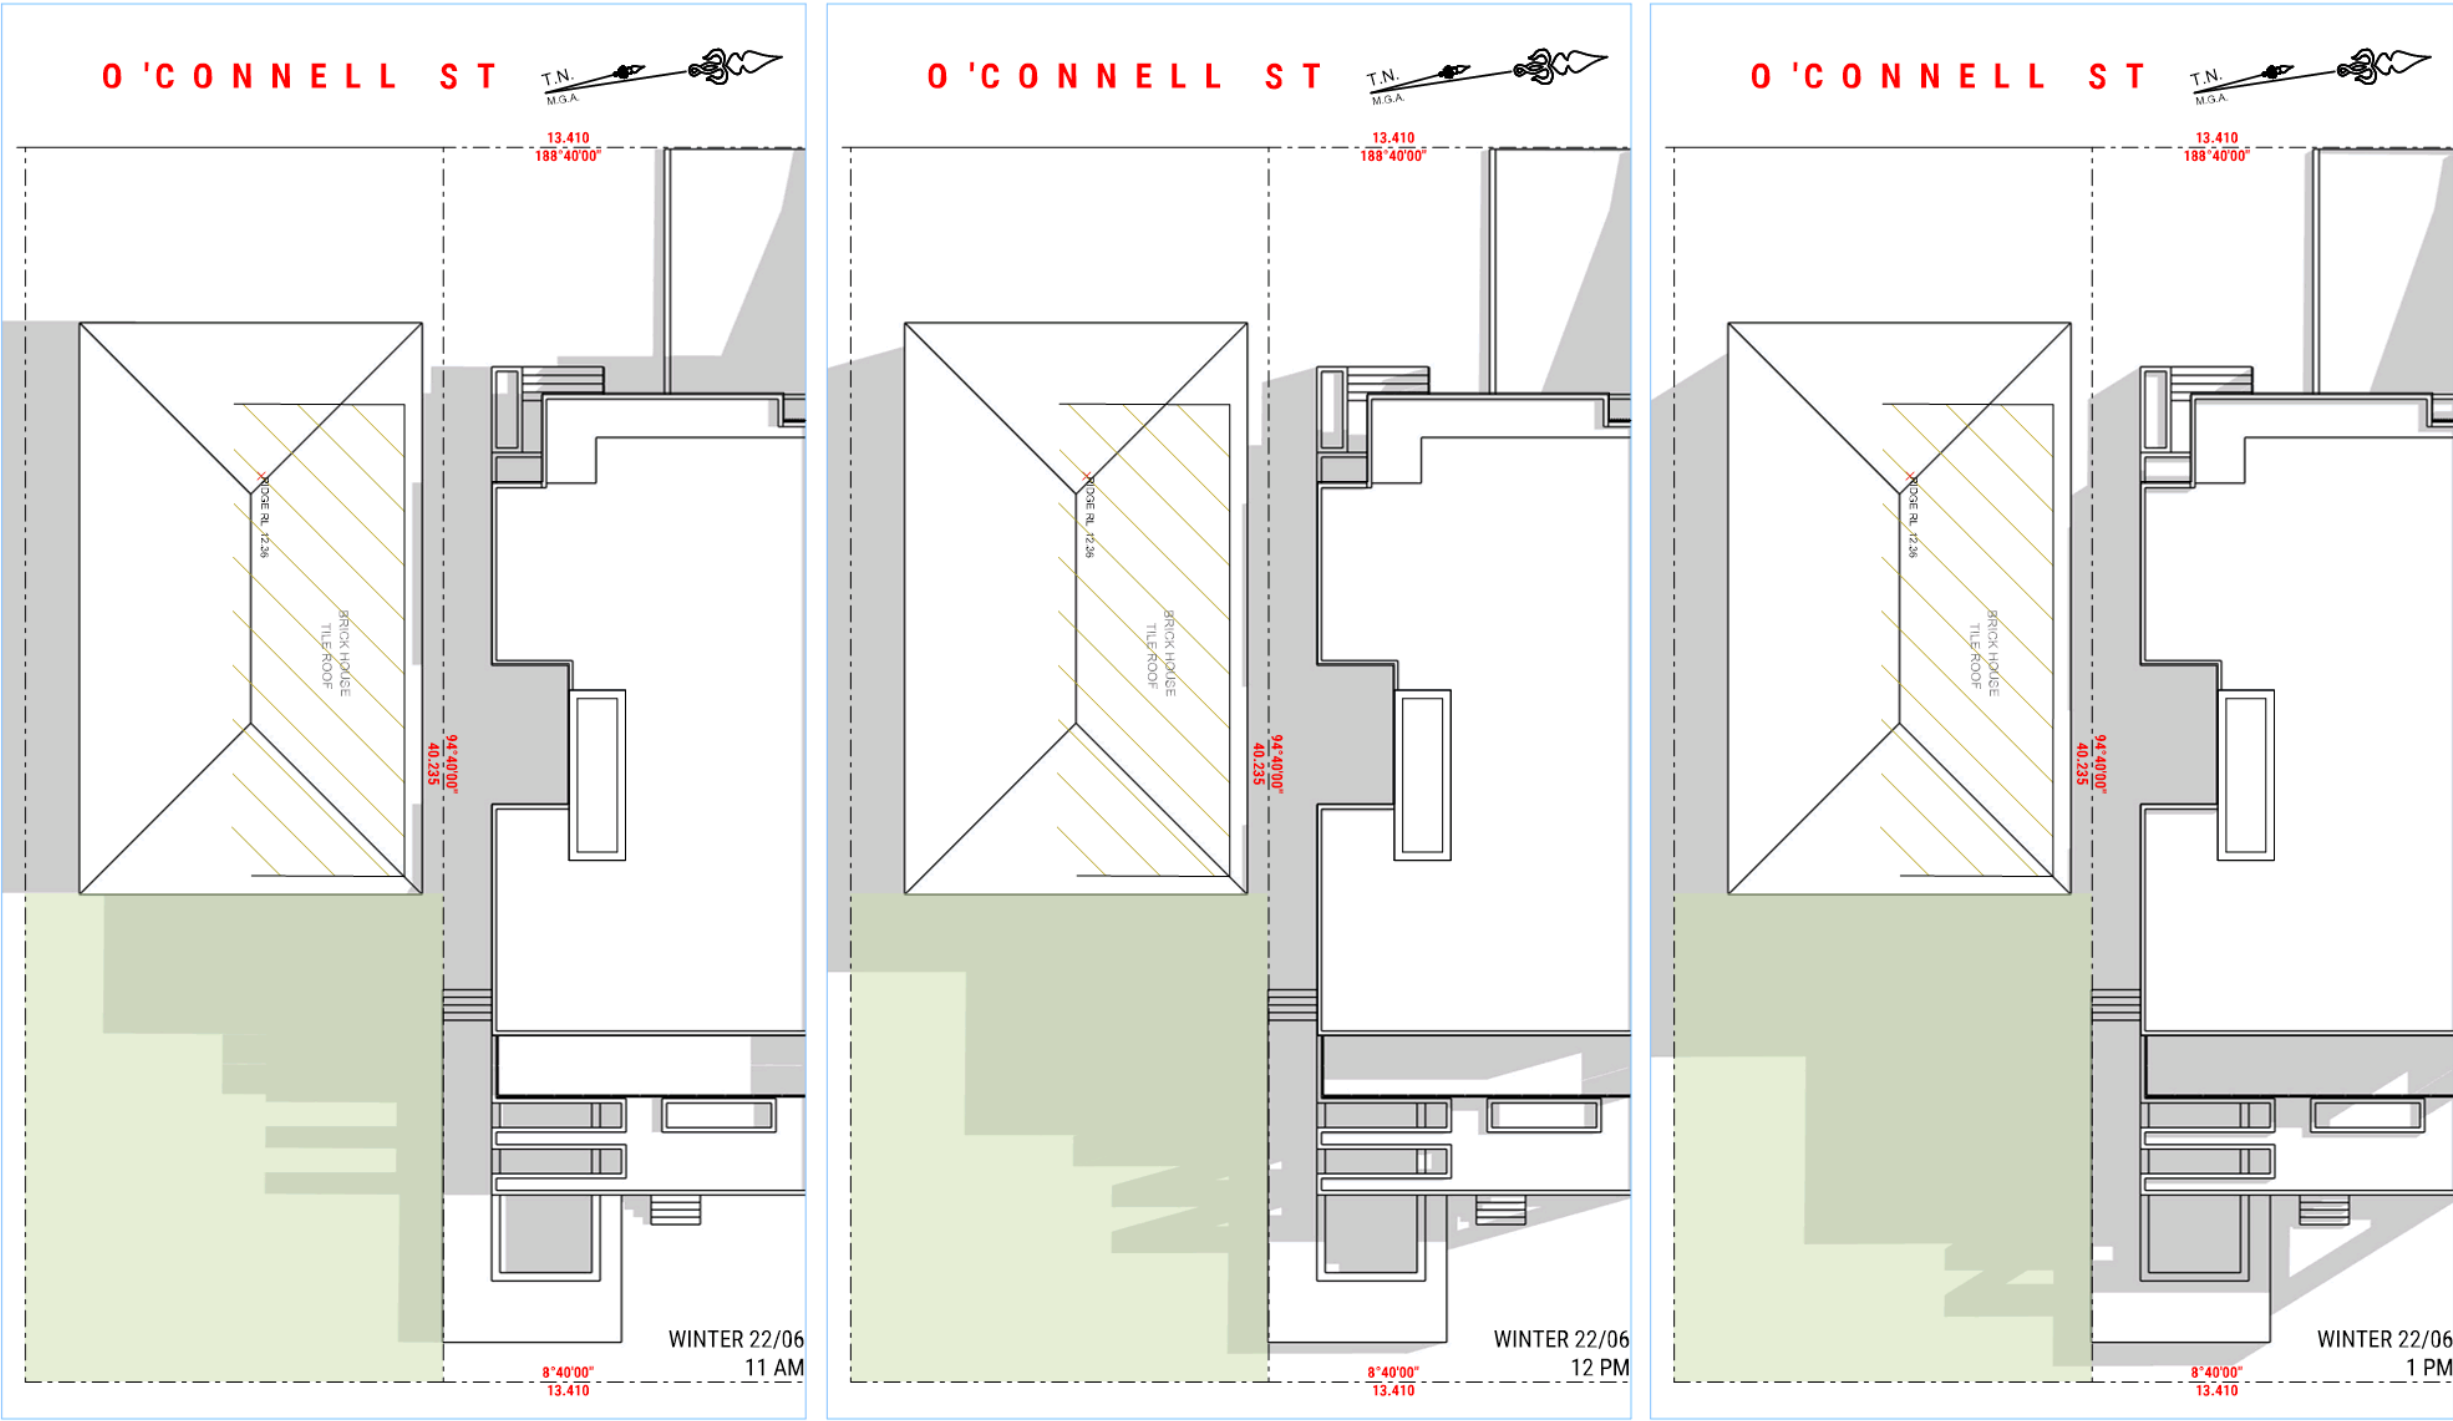 O'CONNELL ST
T.N.
M.G.A.
13.410
188°40'00"
RIDGE RL 12.36
BRICK HOUSE
TILE ROOF
94°40'00"
40.235
WINTER 22/06
11 AM
8°40'00"
13.410
O'CONNELL ST
T.N.
M.G.A.
13.410
188°40'00"
RIDGE RL 12.36
BRICK HOUSE
TILE ROOF
94°40'00"
40.235
WINTER 22/06
12 PM
8°40'00"
13.410
O'CONNELL ST
T.N.
M.G.A.
13.410
188°40'00"
RIDGE RL 12.36
BRICK HOUSE
TILE ROOF
94°40'00"
40.235
WINTER 22/06
1 PM
8°40'00"
13.410